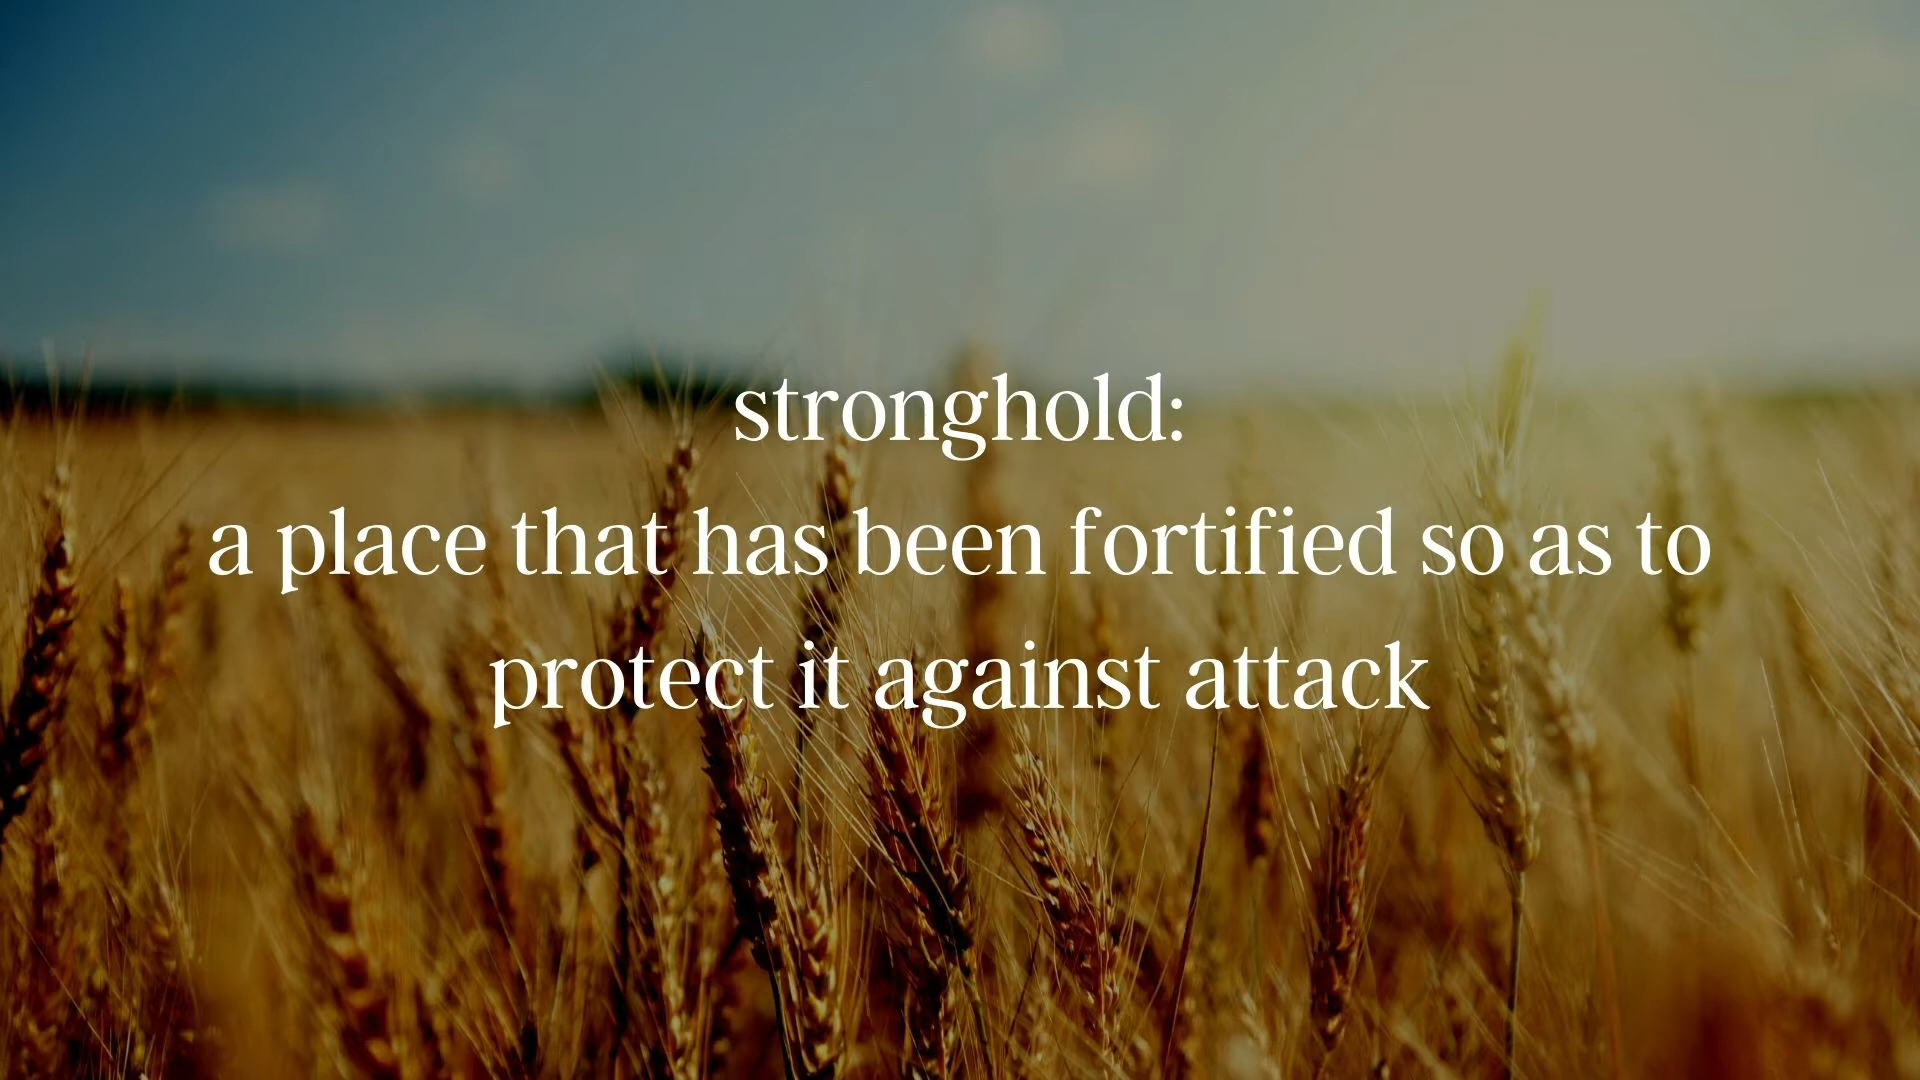 stronghold:
a place that has been fortified so as to
protect it against attack